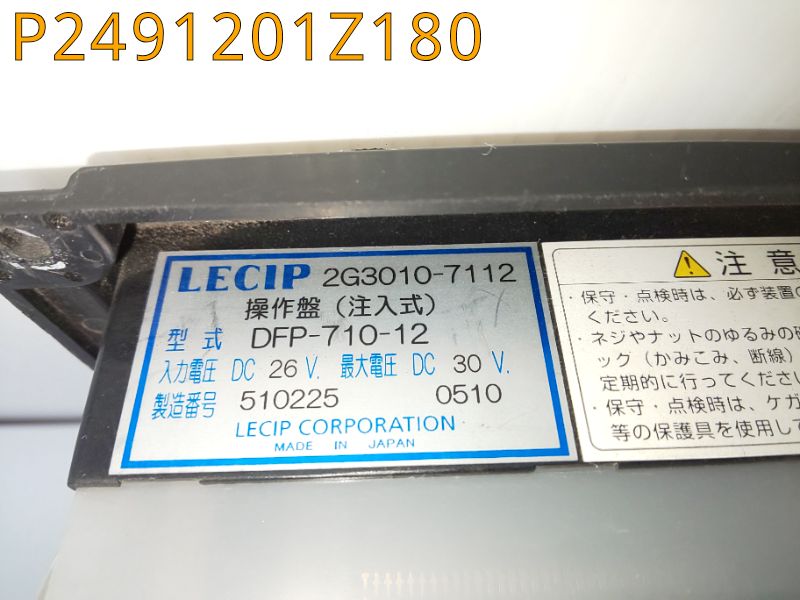 P2491201Z180
LECIP 2G3010-7112
操作盤（注入式）
型式 DFP-710-12
入力電圧 DC 26 V. 最大電圧 DC 30 V.
製造番号 510225 0510
LECIP CORPORATION
MADE IN JAPAN
注意
・保守・点検時は、必ず装置の
ください。
・ネジやナットのゆるみの
ック（かみこみ、断線）
定期的に行ってください
・保守・点検時は、ケガ
等の保護具を使用して